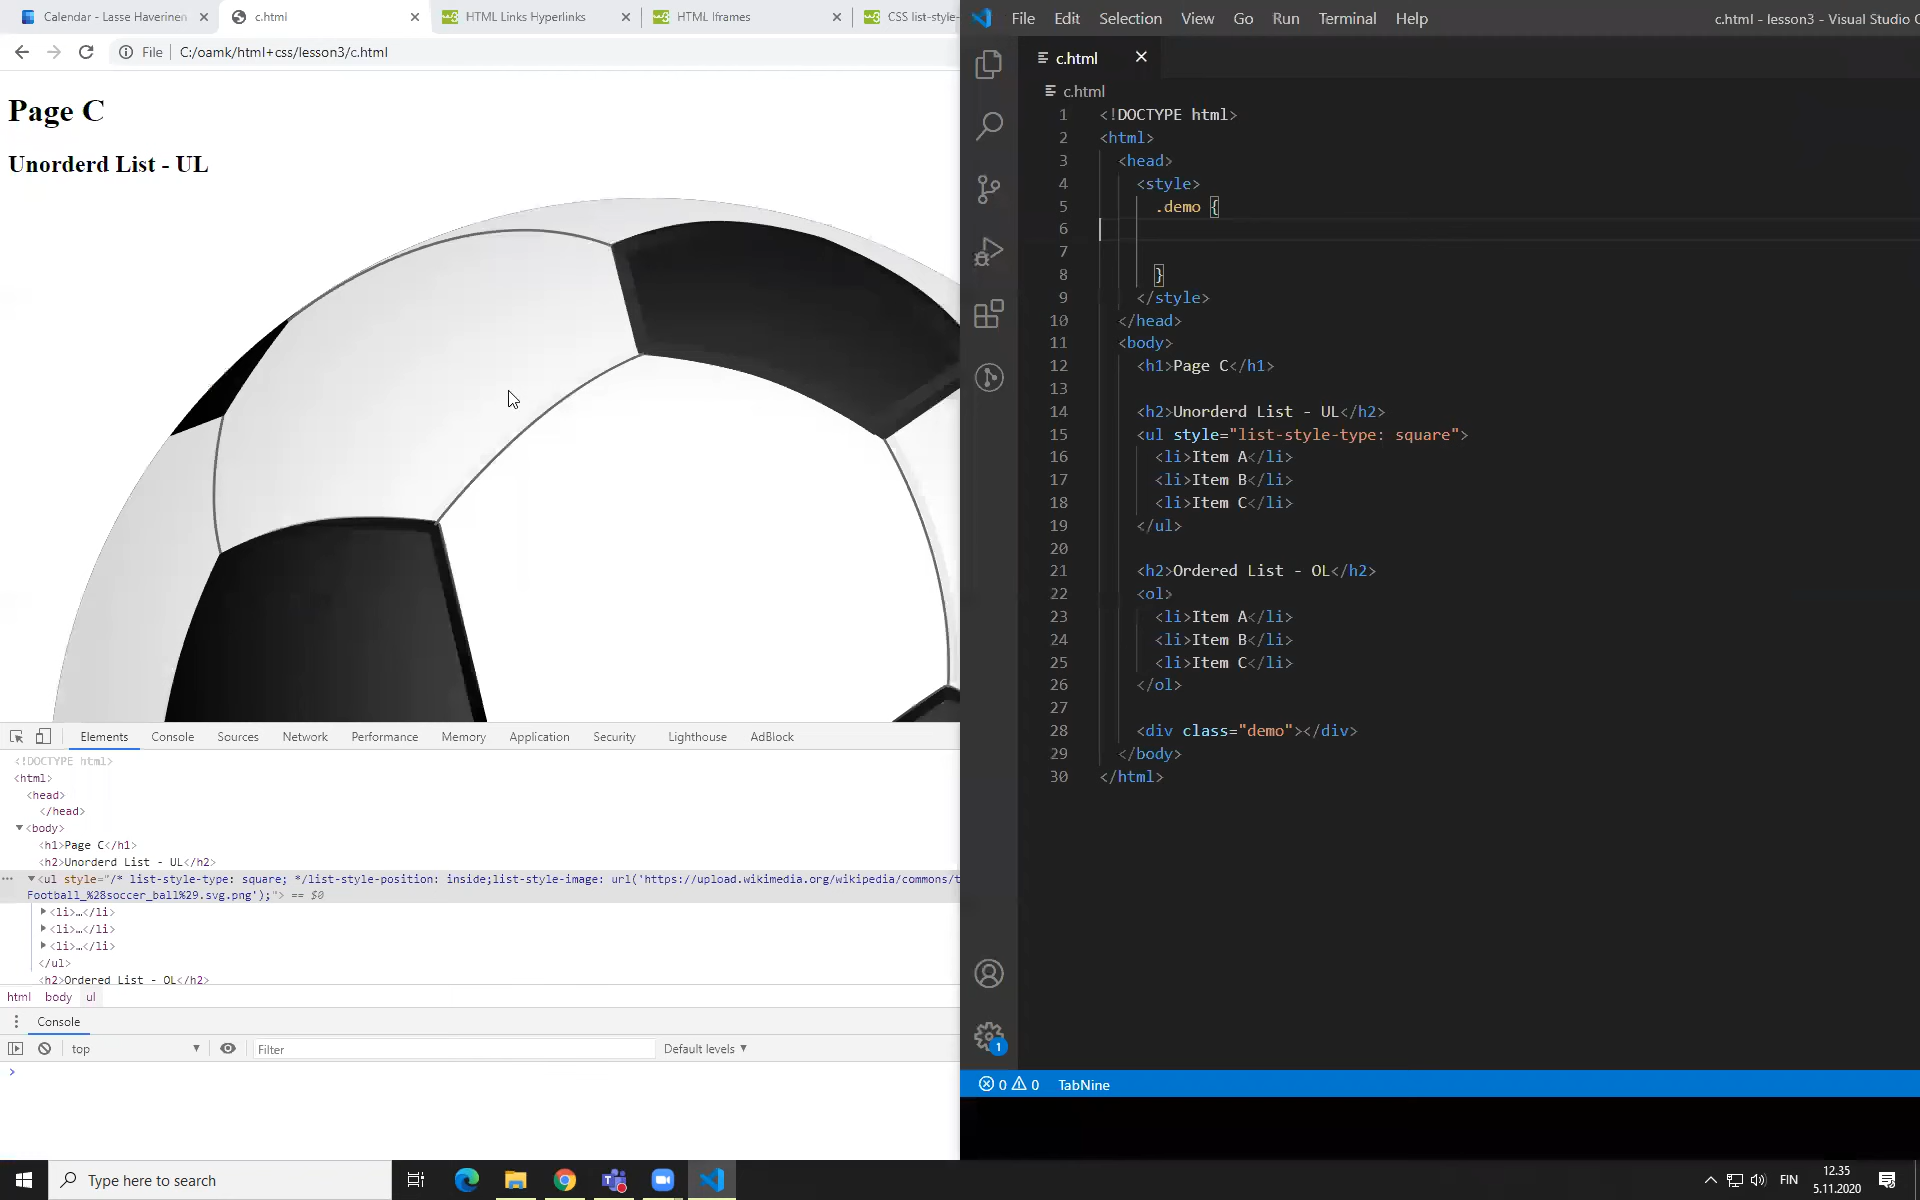 Calendar - Lasse Haverinen
c.html
HTML Links Hyperlinks
HTML Iframes
CSS list-style-
File
C:/oamk/html+css/lesson3/c.html
Page C
Unorderd List - UL
Elements
Console
Sources
Network
Performance
Memory
Application
Security
Lighthouse
AdBlock
<!DOCTYPE html>
<html>
<head>
</head>
<body>
<h1>Page C</h1>
<h2>Unorderd List - UL</h2>
<ul style="/* list-style-type: square; */list-style-position: inside;list-style-image: url('https://upload.wikimedia.org/wikipedia/commons/t
Football_%28soccer_ball%29.svg.png');"> == $0
<li>…</li>
<li>…</li>
<li>…</li>
</ul>
<h2>Ordered List - OL</h2>
html body ul
Console
top
Filter
Default levels
>
File Edit Selection View Go Run Terminal Help
c.html - lesson3 - Visual Studio C
c.html
c.html
1 <!DOCTYPE html>
2 <html>
3 <head>
4 <style>
5 .demo {
6
7
8 }
9 </style>
10 </head>
11 <body>
12 <h1>Page C</h1>
13
14 <h2>Unorderd List - UL</h2>
15 <ul style="list-style-type: square">
16 <li>Item A</li>
17 <li>Item B</li>
18 <li>Item C</li>
19 </ul>
20
21 <h2>Ordered List - OL</h2>
22 <ol>
23 <li>Item A</li>
24 <li>Item B</li>
25 <li>Item C</li>
26 </ol>
27
28 <div class="demo"></div>
29 </body>
30 </html>
1
0 0 TabNine
Type here to search
FIN
12.35
5.11.2020